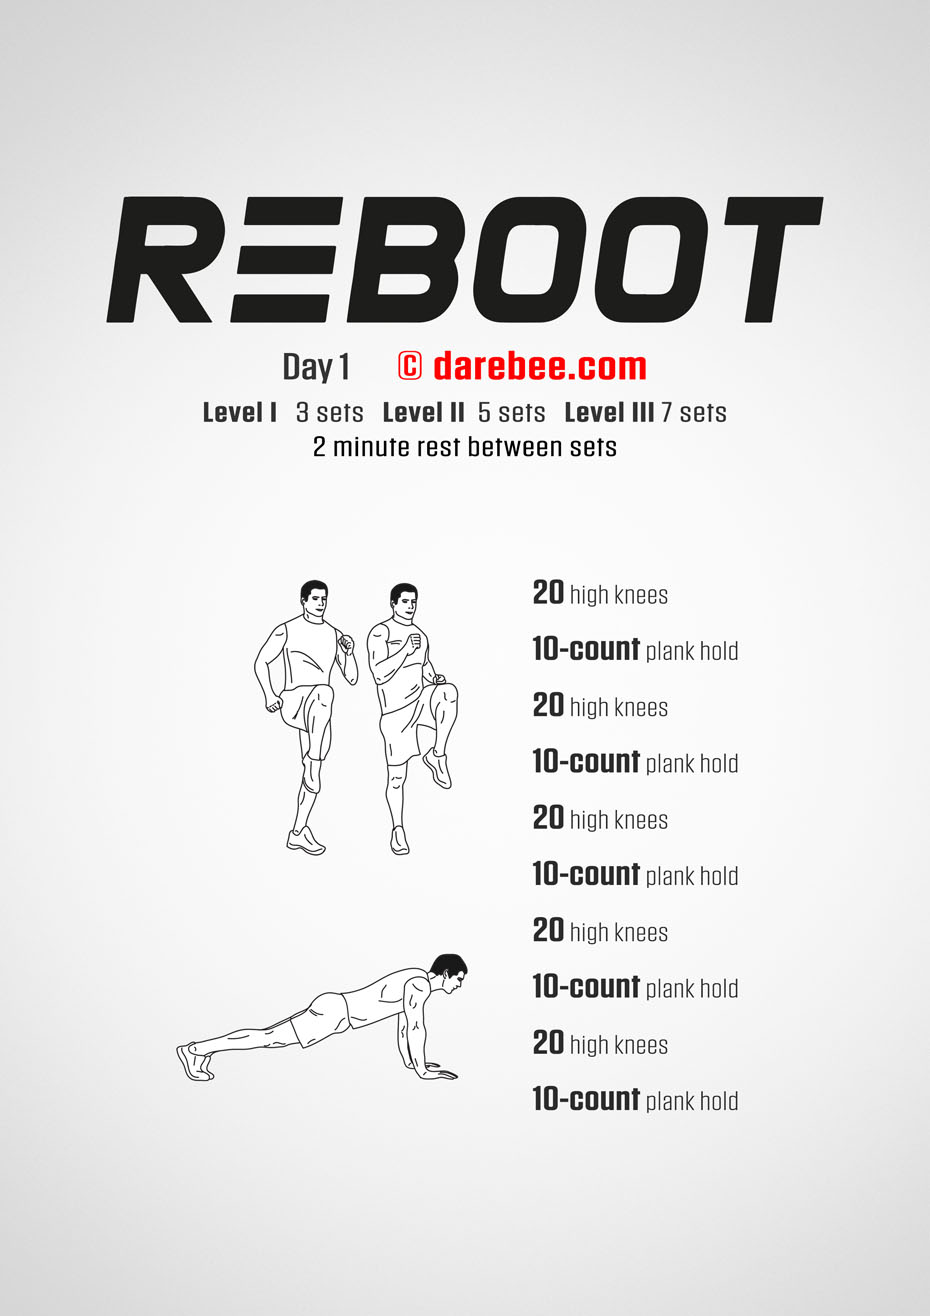 REBOOT
Day 1 © darebee.com
Level I 3 sets Level II 5 sets Level III 7 sets
2 minute rest between sets
20 high knees
10-count plank hold
20 high knees
10-count plank hold
20 high knees
10-count plank hold
20 high knees
10-count plank hold
20 high knees
10-count plank hold